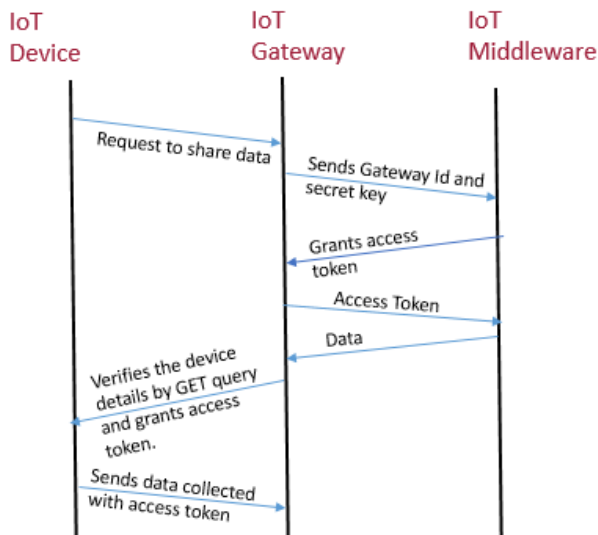 IoT
Device
IoT
Gateway
IoT
Middleware
Request to share data
Sends Gateway Id and
secret key
Grants access
token
Access Token
Data
Verifies the device
details by GET query
and grants access
token.
Sends data collected
with access token